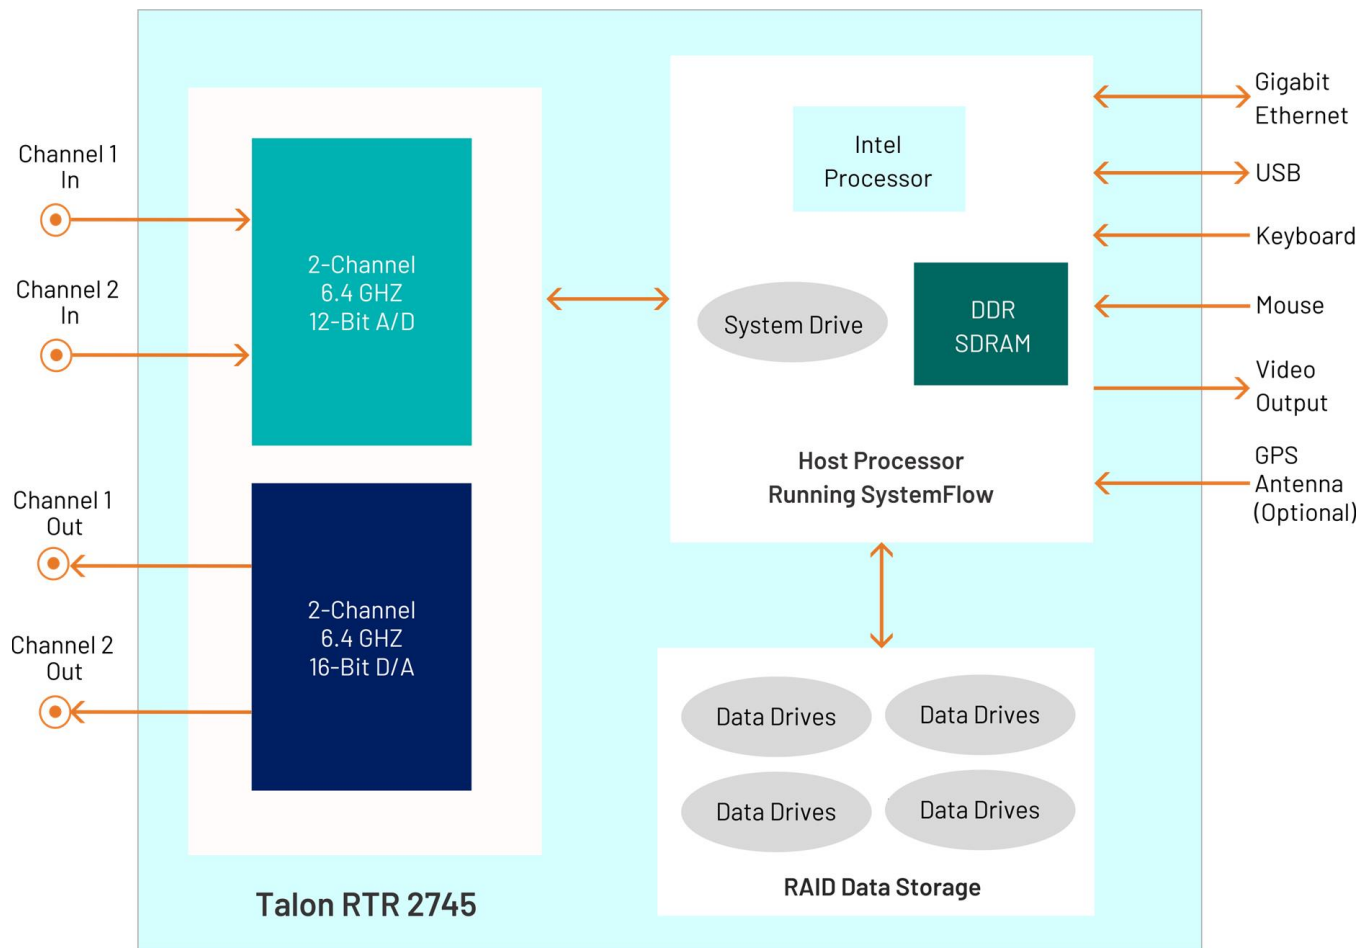 Channel 1
In
Channel 2
In
Channel 1
Out
Channel 2
Out
2-Channel
6.4 GHZ
12-Bit A/D
2-Channel
6.4 GHZ
16-Bit D/A
Talon RTR 2745
Intel
Processor
System Drive
DDR
SDRAM
Host Processor
Running SystemFlow
Data Drives
Data Drives
Data Drives
Data Drives
RAID Data Storage
Gigabit
Ethernet
USB
Keyboard
Mouse
Video
Output
GPS
Antenna
(Optional)